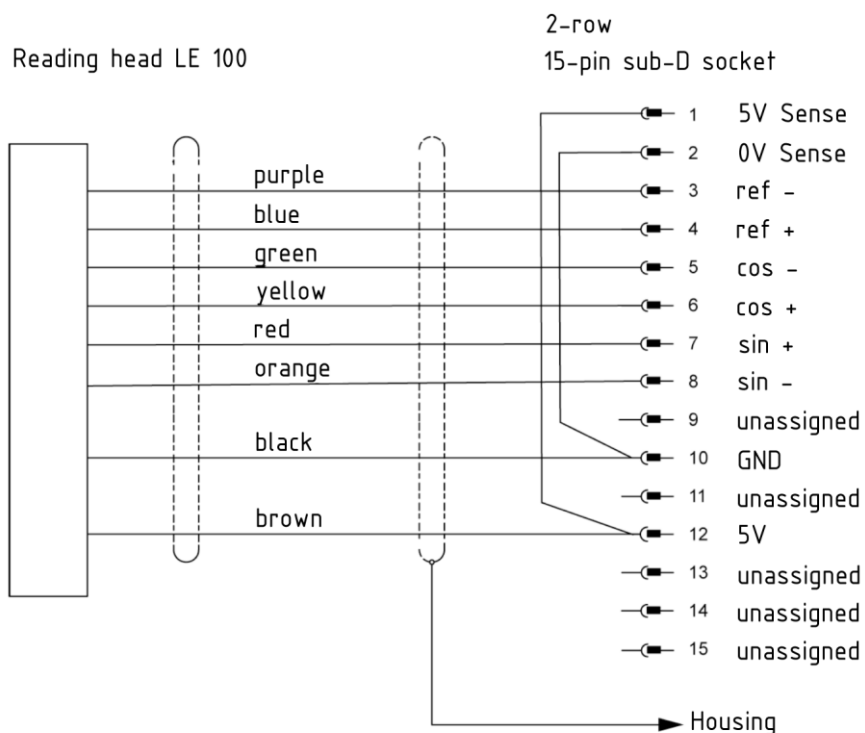 2-row
Reading head LE 100
15-pin sub-D socket
1 5V Sense
2 0V Sense
purple 3 ref -
blue 4 ref +
green 5 cos -
yellow 6 cos +
red 7 sin +
orange 8 sin -
9 unassigned
black 10 GND
11 unassigned
brown 12 5V
13 unassigned
14 unassigned
15 unassigned
Housing